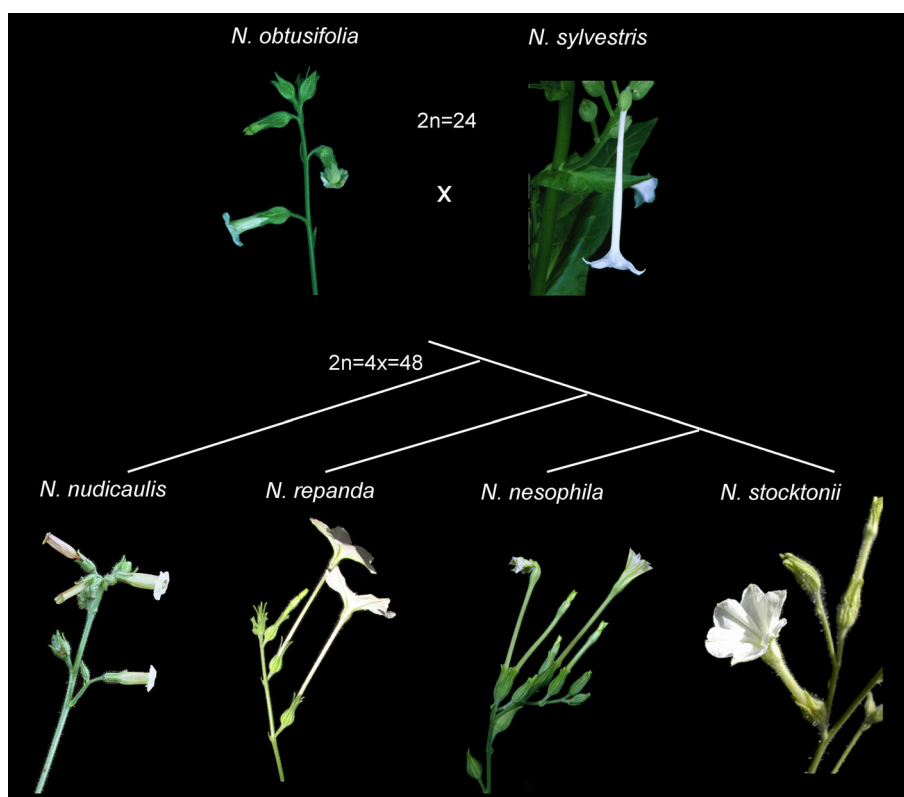 N. obtusifolia
N. sylvestris
2n=24
x
2n=4x=48
N. nudicaulis
N. repanda
N. nesophila
N. stocktonii